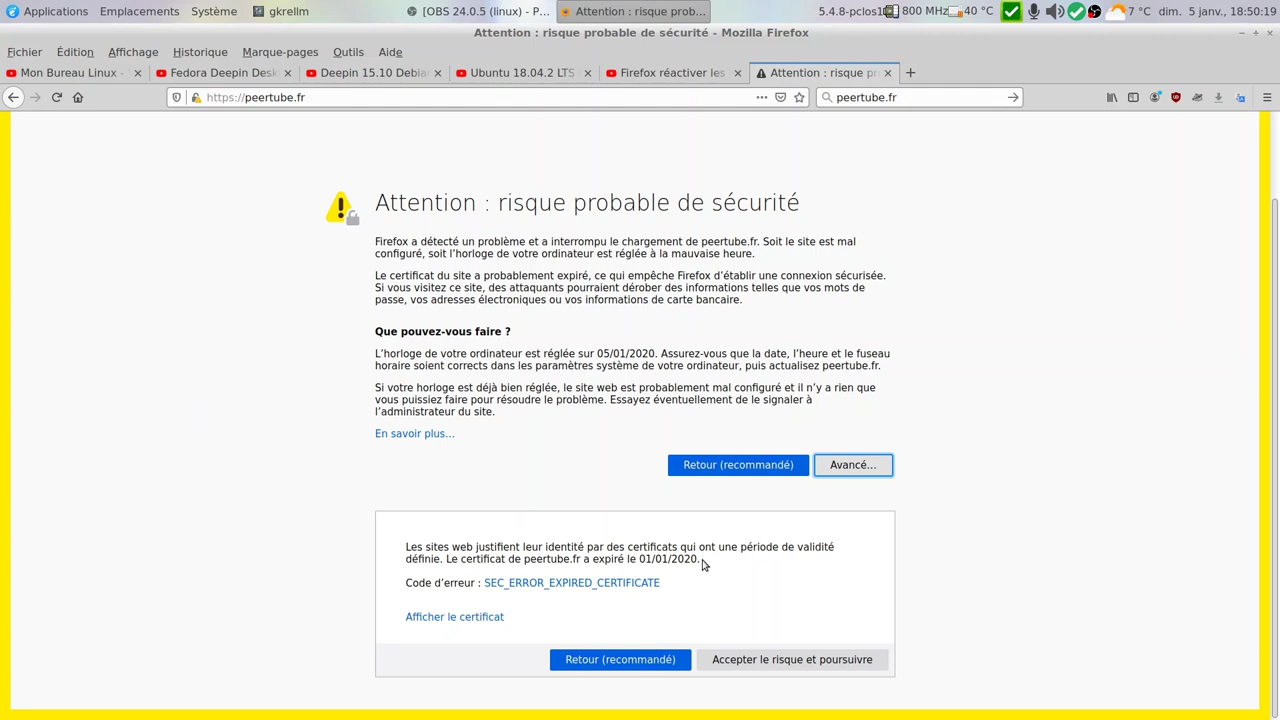 Applications Emplacements Système gkrellm [OBS 24.0.5 (linux) - P... Attention : risque prob... 5.4.8-pclos1 800 MHz 40 °C 7 °C dim. 5 janv., 18:50:19
Attention : risque probable de sécurité - Mozilla Firefox
Fichier Édition Affichage Historique Marque-pages Outils Aide
Mon Bureau Linux - Fedora Deepin Desk Deepin 15.10 Debia Ubuntu 18.04.2 LTS Firefox réactiver les Attention : risque pr
https://peertube.fr peertube.fr
Attention : risque probable de sécurité
Firefox a détecté un problème et a interrompu le chargement de peertube.fr. Soit le site est mal
configuré, soit l’horloge de votre ordinateur est réglée à la mauvaise heure.
Le certificat du site a probablement expiré, ce qui empêche Firefox d’établir une connexion sécurisée.
Si vous visitez ce site, des attaquants pourraient dérober des informations telles que vos mots de
passe, vos adresses électroniques ou vos informations de carte bancaire.
Que pouvez-vous faire ?
L’horloge de votre ordinateur est réglée sur 05/01/2020. Assurez-vous que la date, l’heure et le fuseau
horaire soient corrects dans les paramètres système de votre ordinateur, puis actualisez peertube.fr.
Si votre horloge est déjà bien réglée, le site web est probablement mal configuré et il n’y a rien que
vous puissiez faire pour résoudre le problème. Essayez éventuellement de le signaler à
l’administrateur du site.
En savoir plus…
Retour (recommandé) Avancé…
Les sites web justifient leur identité par des certificats qui ont une période de validité
définie. Le certificat de peertube.fr a expiré le 01/01/2020.
Code d’erreur : SEC_ERROR_EXPIRED_CERTIFICATE
Afficher le certificat
Retour (recommandé) Accepter le risque et poursuivre